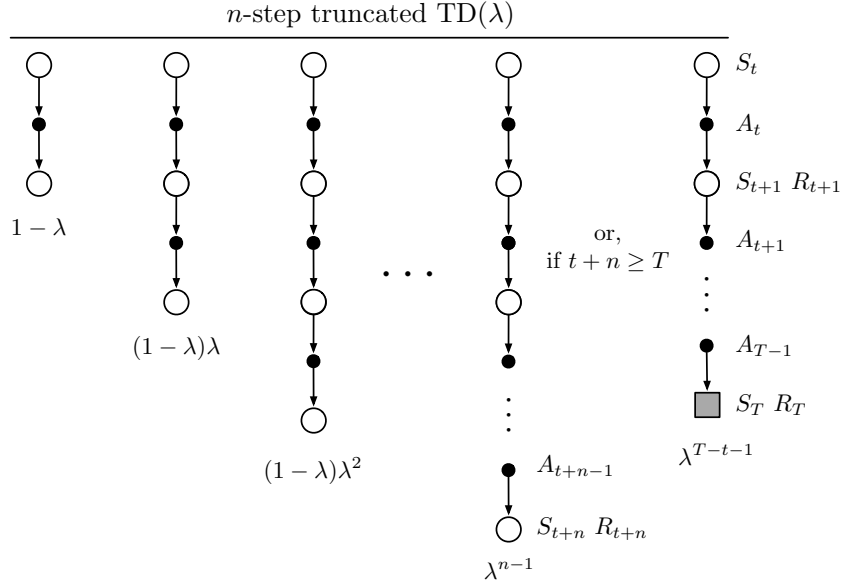 n-step truncated TD(λ)
S_t
A_t
S_{t+1} R_{t+1}
1 − λ
A_{t+1}
or,
if t + n ≥ T
(1 − λ)λ
A_{T−1}
S_T R_T
(1 − λ)λ^2
λ^{T−t−1}
A_{t+n−1}
S_{t+n} R_{t+n}
λ^{n−1}